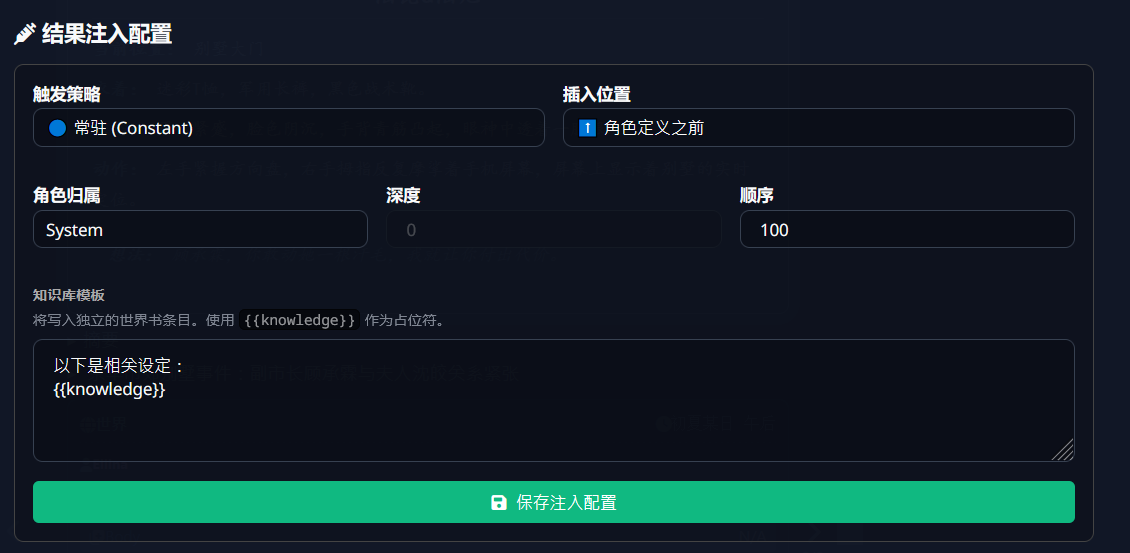 结果注入配置
触发策略
插入位置
常驻 (Constant)
角色定义之前
角色归属
深度
顺序
System
0
100
知识库模板
将写入独立的世界书条目。使用 {{knowledge}} 作为占位符。
以下是相关设定：
{{knowledge}}
保存注入配置